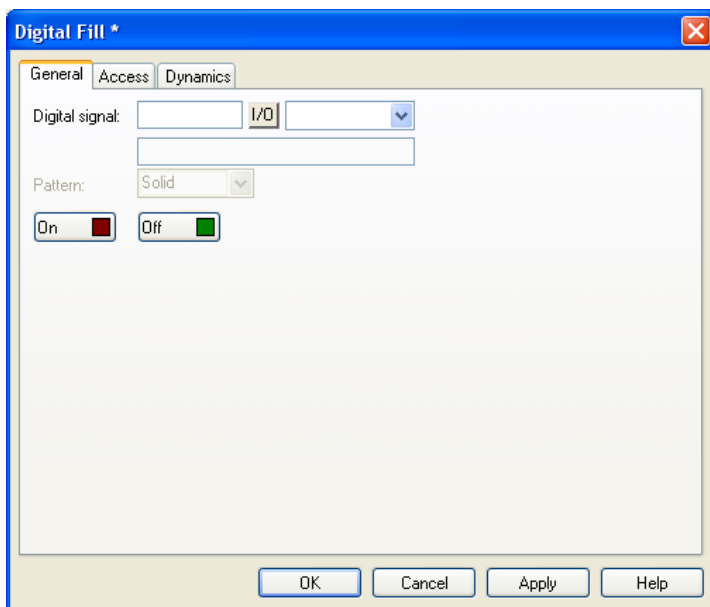 Digital Fill *
General Access Dynamics
Digital signal: I/O
Pattern: Solid
On Off
OK Cancel Apply Help